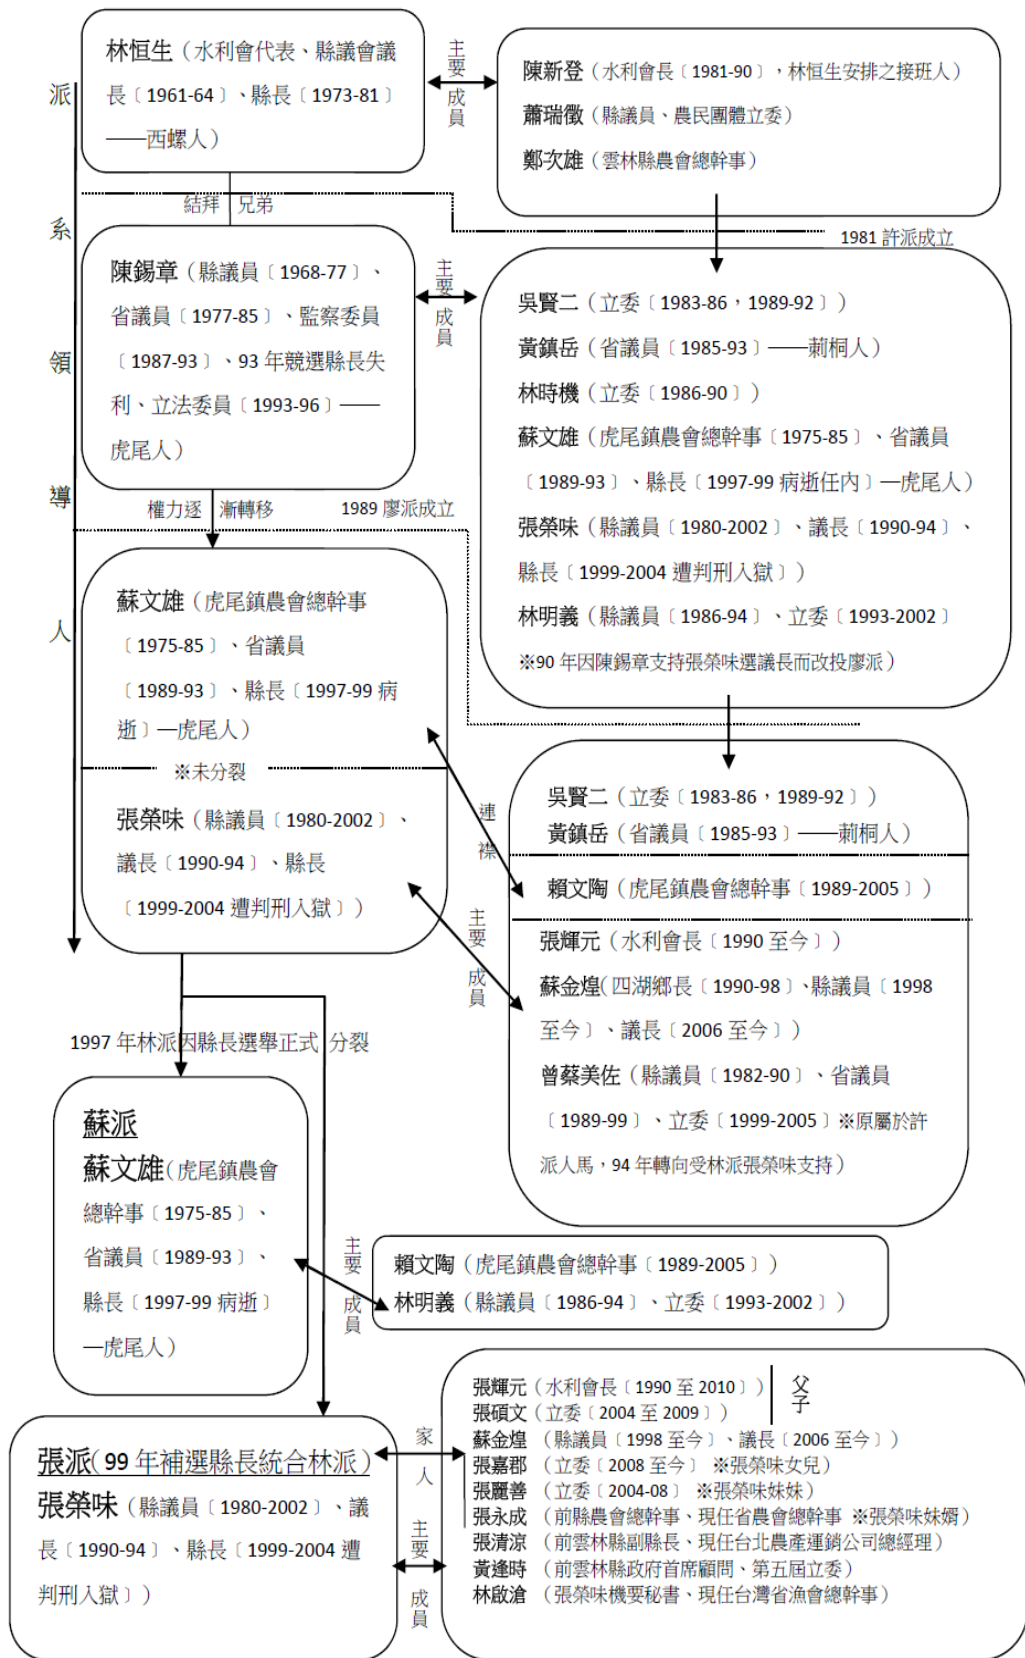 派系領導人
林恒生（水利會代表、縣議會議
長〔1961-64〕、縣長〔1973-81〕
——西螺人）
主要
成員
陳新登（水利會長〔1981-90〕，林恒生安排之接班人）
蕭瑞徵（縣議員、農民團體立委）
鄭次雄（雲林縣農會總幹事）
結拜 兄弟
1981 許派成立
陳錫章（縣議員〔1968-77〕、
省議員〔1977-85〕、監察委員
〔1987-93〕、93 年競選縣長失
利、立法委員〔1993-96〕——
虎尾人）
主要
成員
吳賢二（立委〔1983-86，1989-92〕）
黃鎮岳（省議員〔1985-93〕——莿桐人）
林時機（立委〔1986-90〕）
蘇文雄（虎尾鎮農會總幹事〔1975-85〕、省議員
〔1989-93〕、縣長〔1997-99 病逝任內〕—虎尾人）
張榮味（縣議員〔1980-2002〕、議長〔1990-94〕、
縣長〔1999-2004 遭判刑入獄〕）
林明義（縣議員〔1986-94〕、立委〔1993-2002〕
※90 年因陳錫章支持張榮味選議長而改投廖派）
權力逐 漸轉移
1989 廖派成立
蘇文雄（虎尾鎮農會總幹事
〔1975-85〕、省議員
〔1989-93〕、縣長〔1997-99 病
逝〕—虎尾人）
※未分裂
張榮味（縣議員〔1980-2002〕、
議長〔1990-94〕、縣長
〔1999-2004 遭判刑入獄〕）
連襟
主要
成員
吳賢二（立委〔1983-86，1989-92〕）
黃鎮岳（省議員〔1985-93〕——莿桐人）
賴文陶（虎尾鎮農會總幹事〔1989-2005〕）
張輝元（水利會長〔1990 至今〕）
蘇金煌(四湖鄉長〔1990-98〕、縣議員〔1998
至今〕、議長〔2006 至今〕）
曾蔡美佐（縣議員〔1982-90〕、省議員
〔1989-99〕、立委〔1999-2005〕※原屬於許
派人馬，94 年轉向受林派張榮味支持）
1997 年林派因縣長選舉正式 分裂
蘇派
蘇文雄(虎尾鎮農會
總幹事〔1975-85〕、
省議員〔1989-93〕、
縣長〔1997-99 病逝〕
—虎尾人）
主要
成員
賴文陶（虎尾鎮農會總幹事〔1989-2005〕）
林明義（縣議員〔1986-94〕、立委〔1993-2002〕）
張派(99 年補選縣長統合林派)
張榮味（縣議員〔1980-2002〕、議
長〔1990-94〕、縣長〔1999-2004 遭
判刑入獄〕）
家人
主要
成員
張輝元（水利會長〔1990 至 2010〕）
張碩文（立委〔2004 至 2009〕）
父子
蘇金煌 （縣議員〔1998 至今〕、議長〔2006 至今〕）
張嘉郡 （立委〔2008 至今〕 ※張榮味女兒）
張麗善 （立委〔2004-08〕 ※張榮味妹妹）
張永成 （前縣農會總幹事、現任省農會總幹事 ※張榮味妹婿）
張清涼 （前雲林縣副縣長、現任台北農產運銷公司總經理）
黃逢時 （前雲林縣政府首席顧問、第五屆立委）
林啟滄 （張榮味機要秘書、現任台灣省漁會總幹事）